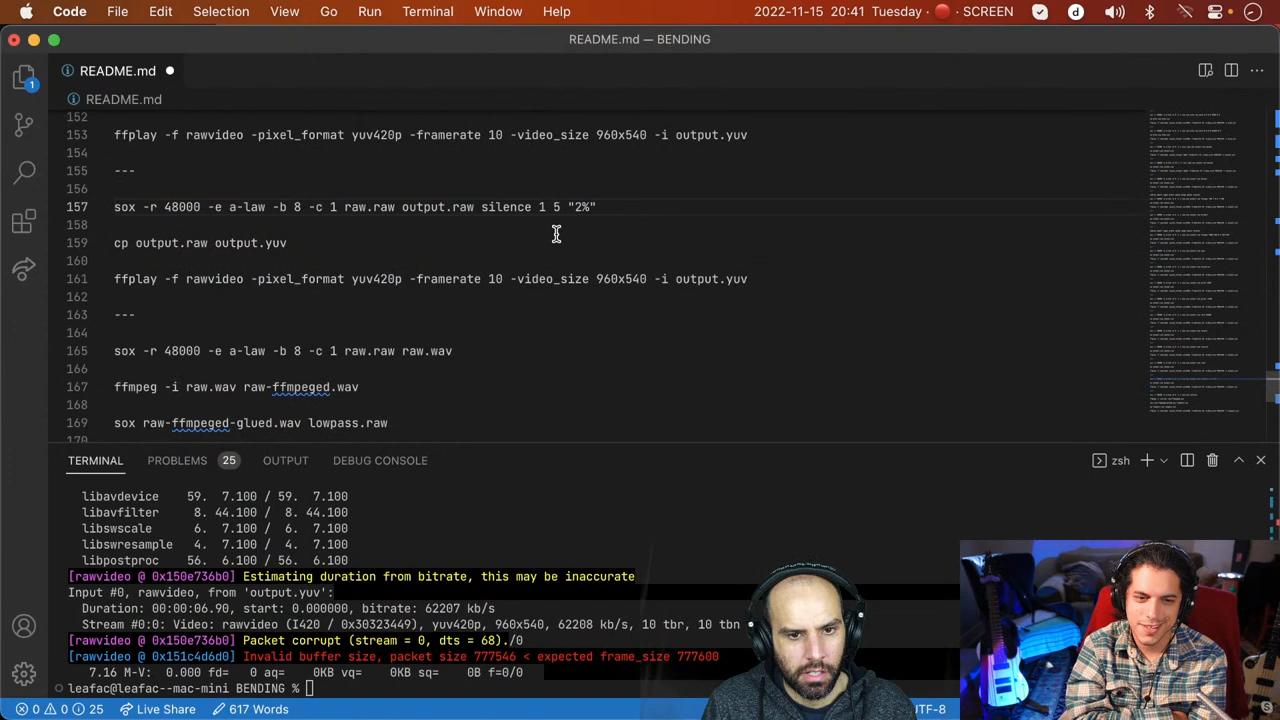 Code File Edit Selection View Go Run Terminal Window Help 2022-11-15 20:41 Tuesday SCREEN
README.md — BENDING
README.md
README.md
152
153 ffplay -f rawvideo -pixel_format yuv420p -framerate 10 -video_size 960x540 -i output.yuv
154
155 ---
156
157 sox -r 48000 -e a-law -b 8 -c 1 raw.raw output.raw silence 1 5 "2%"
159 cp output.raw output.yuv
160
161 ffplay -f rawvideo -pixel_format yuv420p -framerate 10 -video_size 960x540 -i output.yuv
162
163 ---
164
165 sox -r 48000 -e a-law -b 8 -c 1 raw.raw raw.wav
166
167 ffmpeg -i raw.wav raw-ffmpeged.wav
168
169 sox raw-ffmpeged-glued.wav lowpass.raw
170
TERMINAL PROBLEMS 25 OUTPUT DEBUG CONSOLE zsh
libavdevice 59. 7.100 / 59. 7.100
libavfilter 8. 44.100 / 8. 44.100
libswscale 6. 7.100 / 6. 7.100
libswresample 4. 7.100 / 4. 7.100
libpostproc 56. 6.100 / 56. 6.100
[rawvideo @ 0x150e736b0] Estimating duration from bitrate, this may be inaccurate
Input #0, rawvideo, from 'output.yuv':
Duration: 00:00:06.90, start: 0.000000, bitrate: 62207 kb/s
Stream #0:0: Video: rawvideo (I420 / 0x30323449), yuv420p, 960x540, 62208 kb/s, 10 tbr, 10 tbn
[rawvideo @ 0x150e736b0] Packet corrupt (stream = 0, dts = 68)./0
[rawvideo @ 0x151c4d6d0] Invalid buffer size, packet size 777546 < expected frame_size 777600
M-V: 0.000 fd= 0 aq= 0KB vq= 0KB sq= 0B f=0/0
leafac@leafac--mac-mini BENDING %
0 0 25 Live Share 617 Words UTF-8